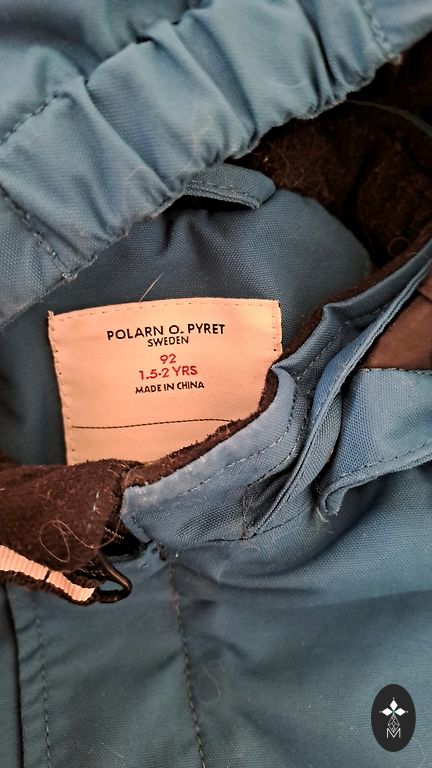 POLARN O. PYRET
SWEDEN
92
1.5-2 YRS
MADE IN CHINA
M